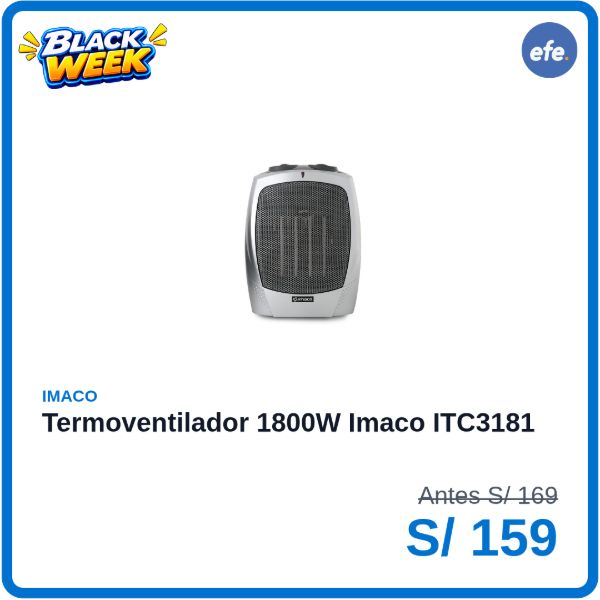 BLACK
WEEK
efe.
imaco
IMACO
Termoventilador 1800W Imaco ITC3181
Antes S/ 169
S/ 159